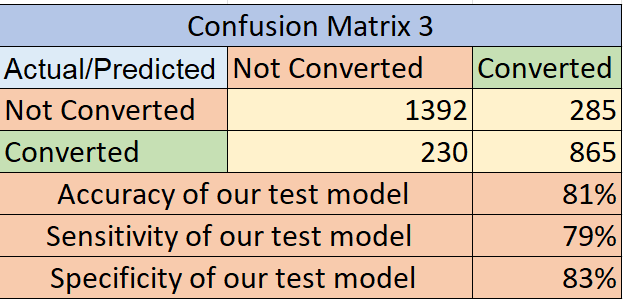 Confusion Matrix 3
Actual/Predicted Not Converted Converted
Not Converted 1392 285
Converted 230 865
Accuracy of our test model 81%
Sensitivity of our test model 79%
Specificity of our test model 83%